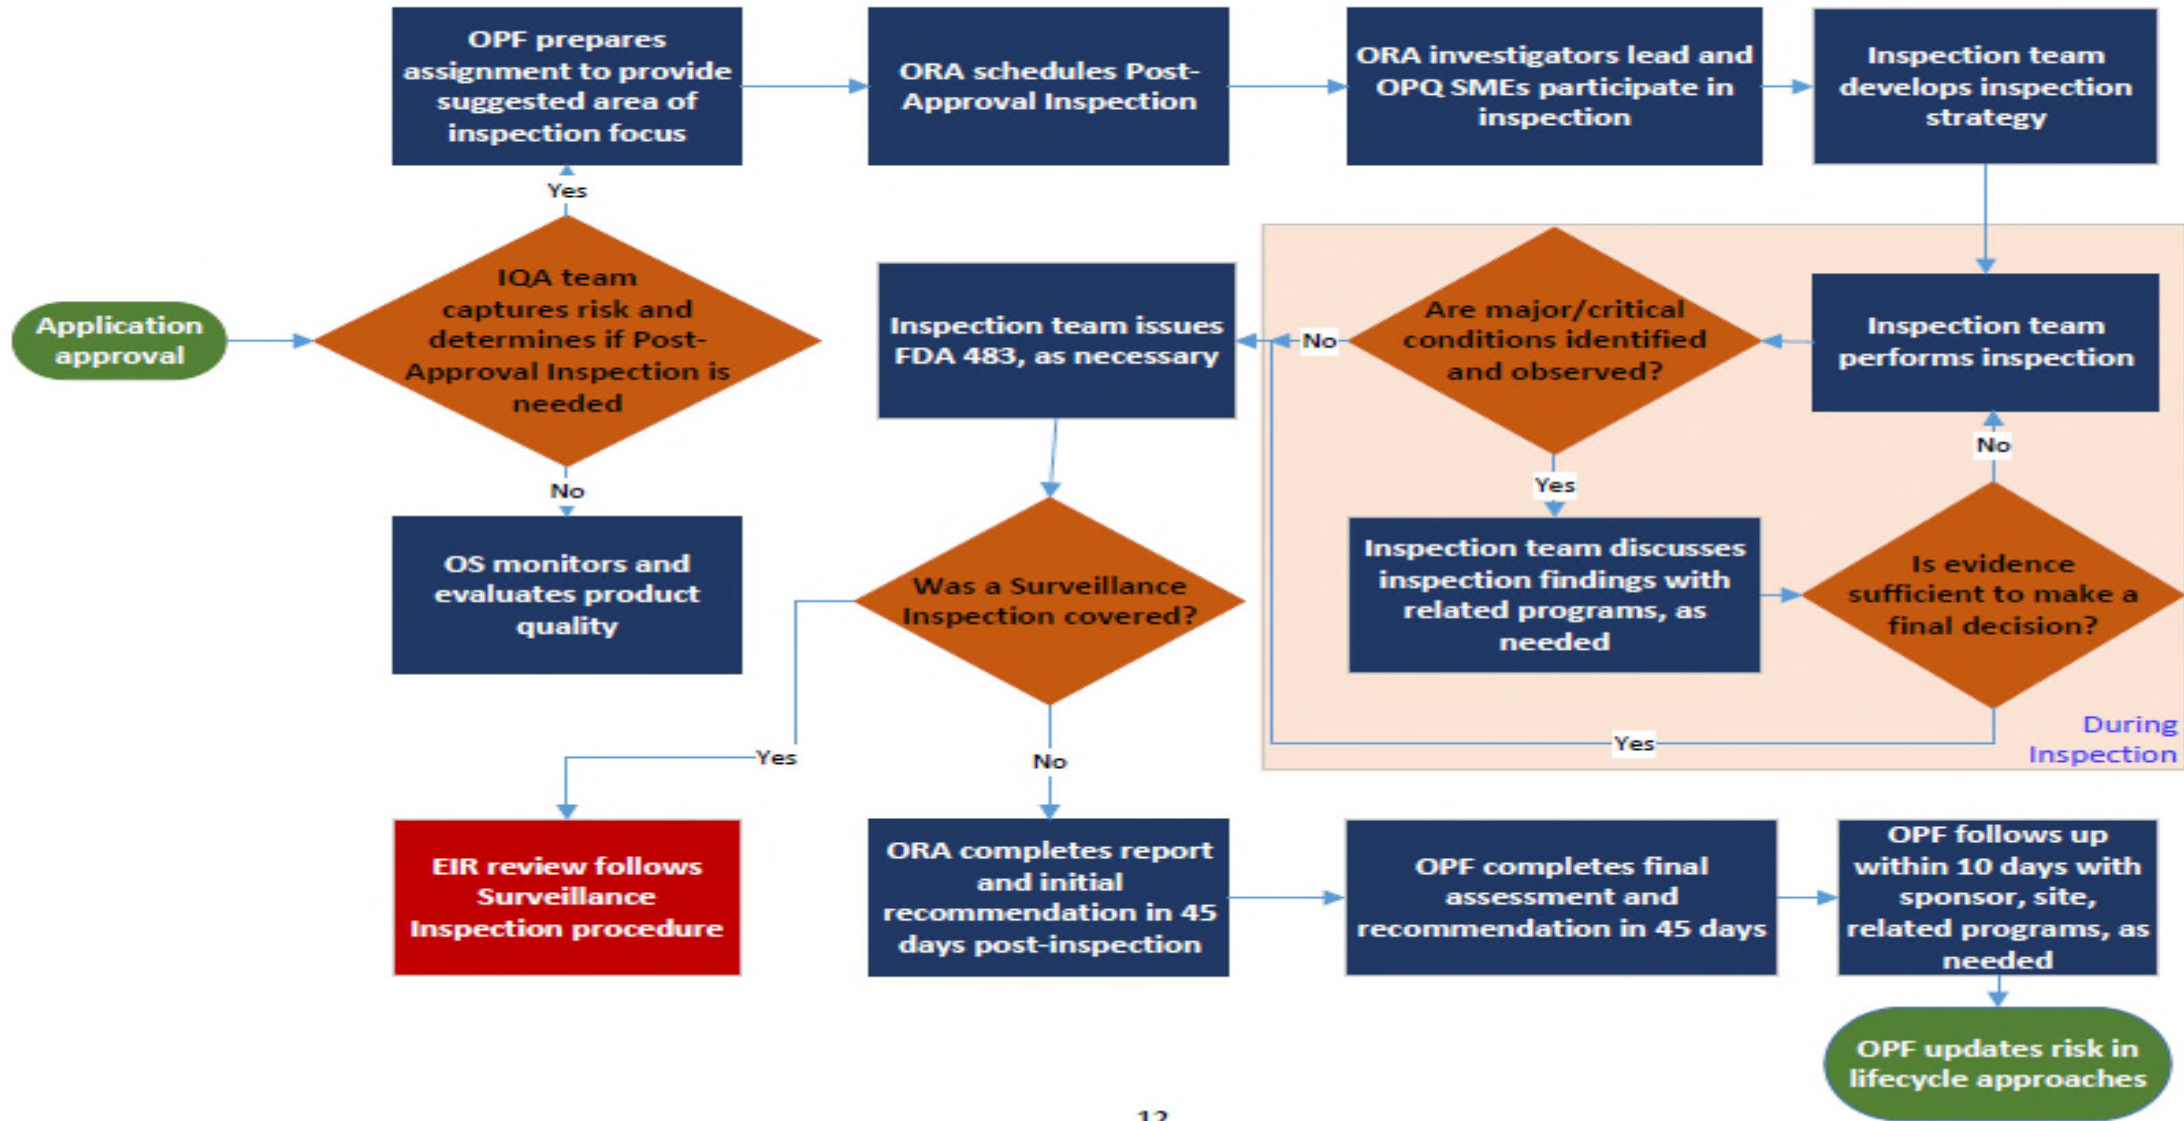 OPF prepares
assignment to provide
suggested area of
inspection focus
ORA schedules Post-
Approval Inspection
ORA investigators lead and
OPQ SMEs participate in
inspection
Inspection team
develops inspection
strategy
Yes
Application
approval
IQA team
captures risk and
determines if Post-
Approval Inspection is
needed
No
OS monitors and
evaluates product
quality
Inspection team issues
FDA 483, as necessary
No
Are major/critical
conditions identified
and observed?
Inspection team
performs inspection
Yes
No
Inspection team discusses
inspection findings with
related programs, as
needed
Is evidence
sufficient to make a
final decision?
Yes
During
Inspection
Was a Surveillance
Inspection covered?
Yes
No
EIR review follows
Surveillance
Inspection procedure
ORA completes report
and initial
recommendation in 45
days post-inspection
OPF completes final
assessment and
recommendation in 45 days
OPF follows up
within 10 days with
sponsor, site,
related programs, as
needed
OPF updates risk in
lifecycle approaches
12